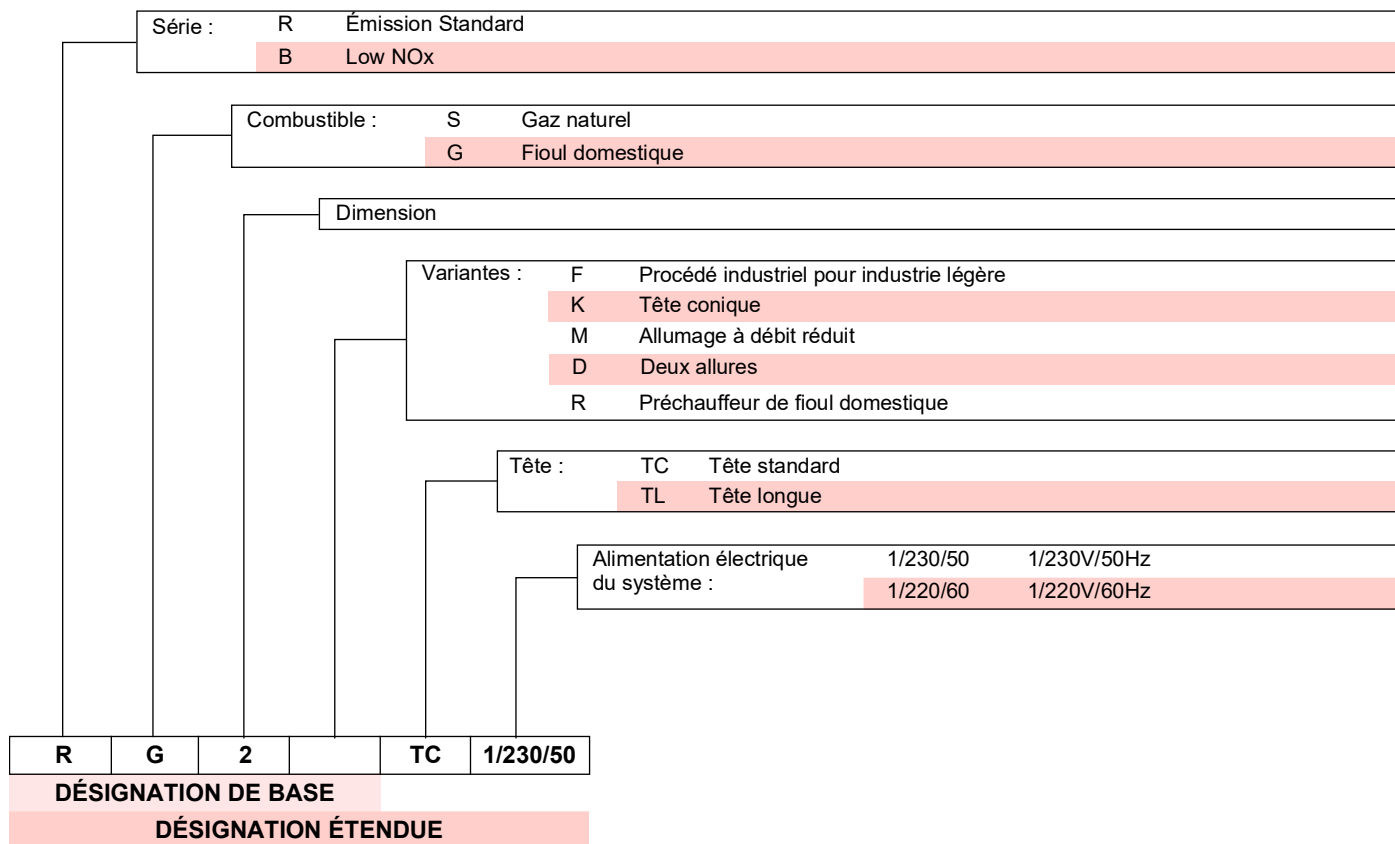 Série : R Émission Standard
B Low NOx
Combustible : S Gaz naturel
G Fioul domestique
Dimension
Variantes : F Procédé industriel pour industrie légère
K Tête conique
M Allumage à débit réduit
D Deux allures
R Préchauffeur de fioul domestique
Tête : TC Tête standard
TL Tête longue
Alimentation électrique 1/230/50 1/230V/50Hz
du système : 1/220/60 1/220V/60Hz
R G 2 TC 1/230/50
DÉSIGNATION DE BASE
DÉSIGNATION ÉTENDUE